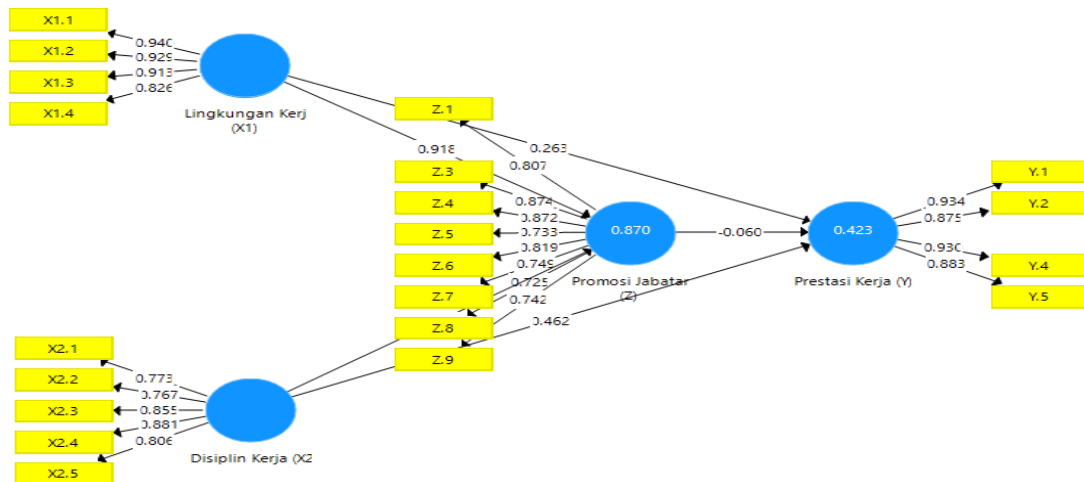 X1.1
X1.2
X1.3
X1.4
0.940
0.929
0.913
0.826
Lingkungan Kerj
(X1)
0.918
0.263
Z.1
Z.3
Z.4
Z.5
Z.6
Z.7
Z.8
Z.9
0.807
0.874
0.872
0.733
0.819
0.749
0.725
0.742
0.870
Promosi Jabatar
(Z)
-0.060
0.462
0.423
Prestasi Kerja (Y)
0.934
0.875
0.930
0.883
Y.1
Y.2
Y.4
Y.5
X2.1
X2.2
X2.3
X2.4
X2.5
0.773
0.767
0.855
0.881
0.806
Disiplin Kerja (X2